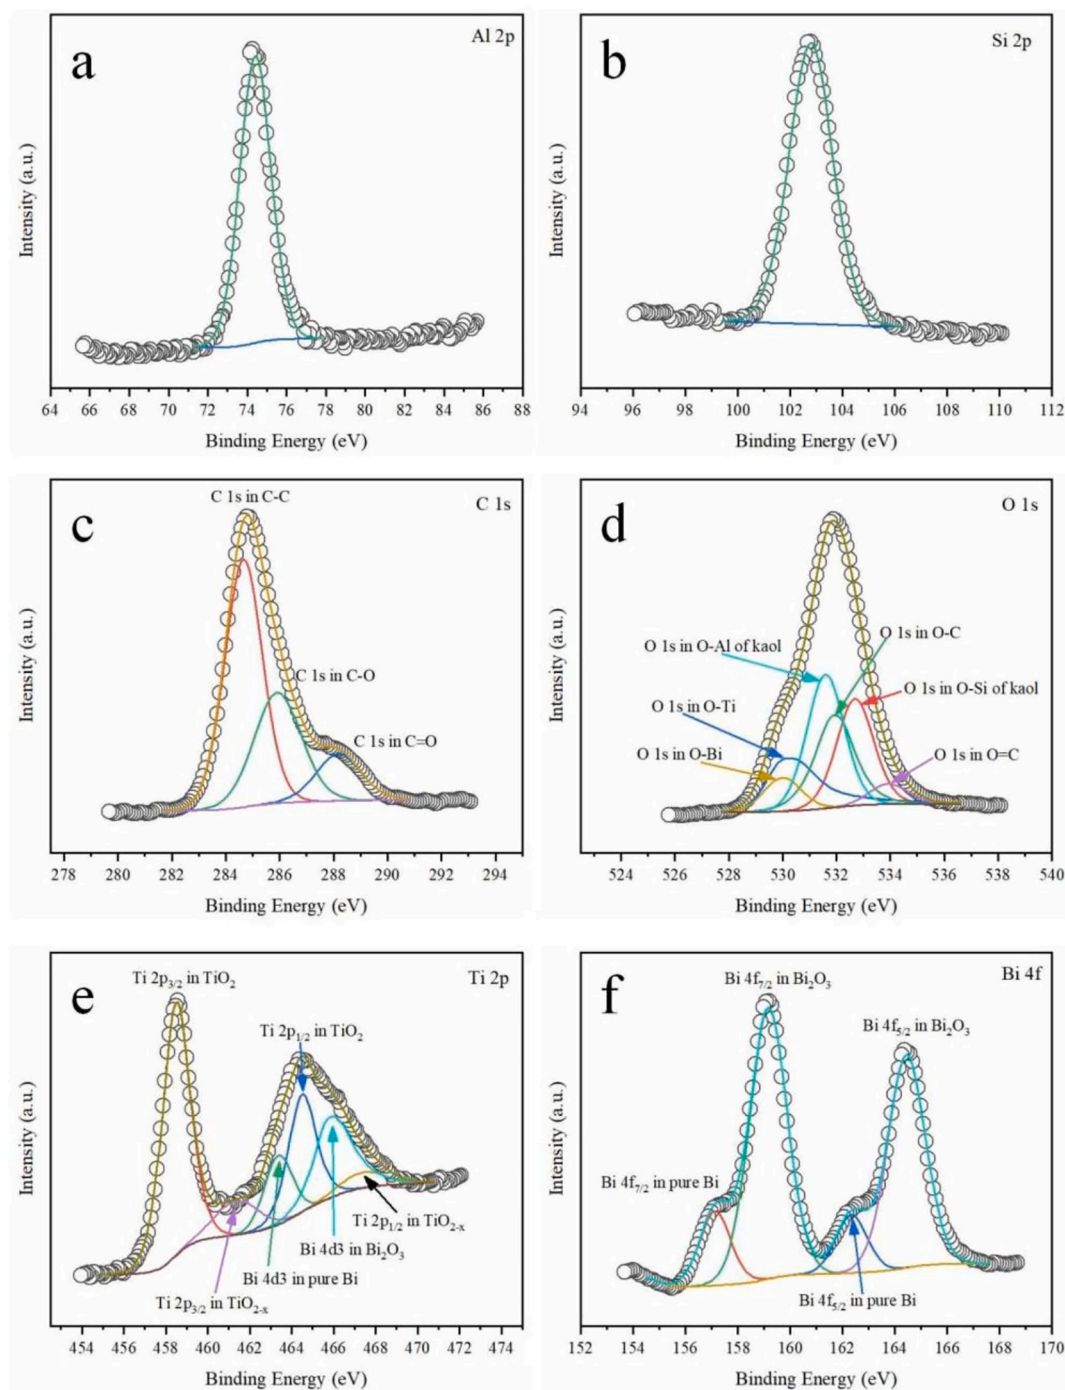 a
Al 2p
Intensity (a.u.)
64 66 68 70 72 74 76 78 80 82 84 86 88
Binding Energy (eV)
b
Si 2p
Intensity (a.u.)
94 96 98 100 102 104 106 108 110 112
Binding Energy (eV)
c
C 1s in C-C
C 1s
C 1s in C-O
C 1s in C=O
Intensity (a.u.)
278 280 282 284 286 288 290 292 294
Binding Energy (eV)
d
O 1s
O 1s in O-C
O 1s in O-Al of kaol
O 1s in O-Si of kaol
O 1s in O-Ti
O 1s in O-Bi
O 1s in O=C
Intensity (a.u.)
524 526 528 530 532 534 536 538 540
Binding Energy (eV)
e
Ti 2p₃/₂ in TiO₂
Ti 2p
Ti 2p₁/₂ in TiO₂
Ti 2p₁/₂ in TiO₂₋ₓ
Bi 4d3 in Bi₂O₃
Bi 4d3 in pure Bi
Ti 2p₃/₂ in TiO₂₋ₓ
Intensity (a.u.)
454 456 458 460 462 464 466 468 470 472 474
Binding Energy (eV)
f
Bi 4f₇/₂ in Bi₂O₃
Bi 4f
Bi 4f₅/₂ in Bi₂O₃
Bi 4f₇/₂ in pure Bi
Bi 4f₅/₂ in pure Bi
Intensity (a.u.)
152 154 156 158 160 162 164 166 168 170
Binding Energy (eV)